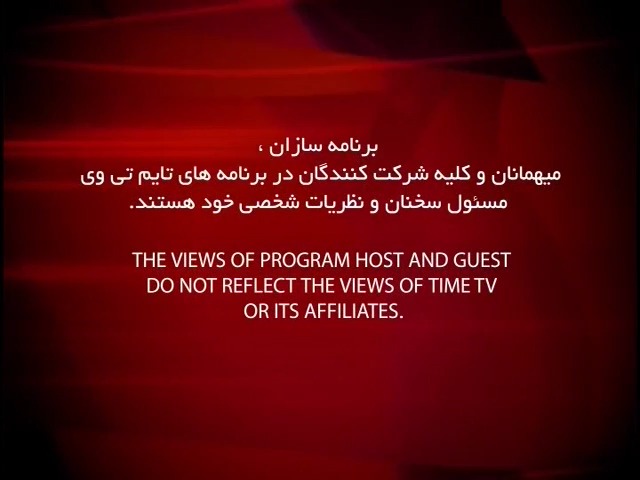 برنامه سازان ،
میهمانان و کلیه شرکت کنندگان در برنامه های تایم تی وی
مسئول سخنان و نظریات شخصی خود هستند.
THE VIEWS OF PROGRAM HOST AND GUEST
DO NOT REFLECT THE VIEWS OF TIME TV
OR ITS AFFILIATES.